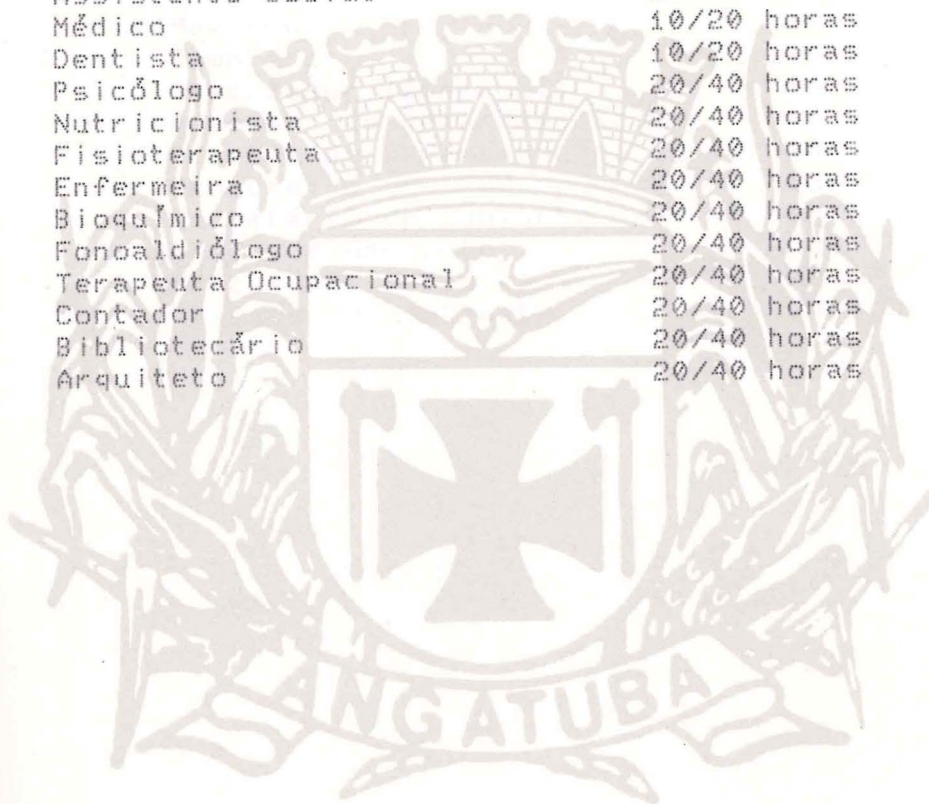 Médico 10/20 horas
Dentista 10/20 horas
Psicólogo 20/40 horas
Nutricionista 20/40 horas
Fisioterapeuta 20/40 horas
Enfermeira 20/40 horas
Bioquímico 20/40 horas
Fonoaldiólogo 20/40 horas
Terapeuta Ocupacional 20/40 horas
Contador 20/40 horas
Bibliotecário 20/40 horas
Arquiteto 20/40 horas
ANGATUBA